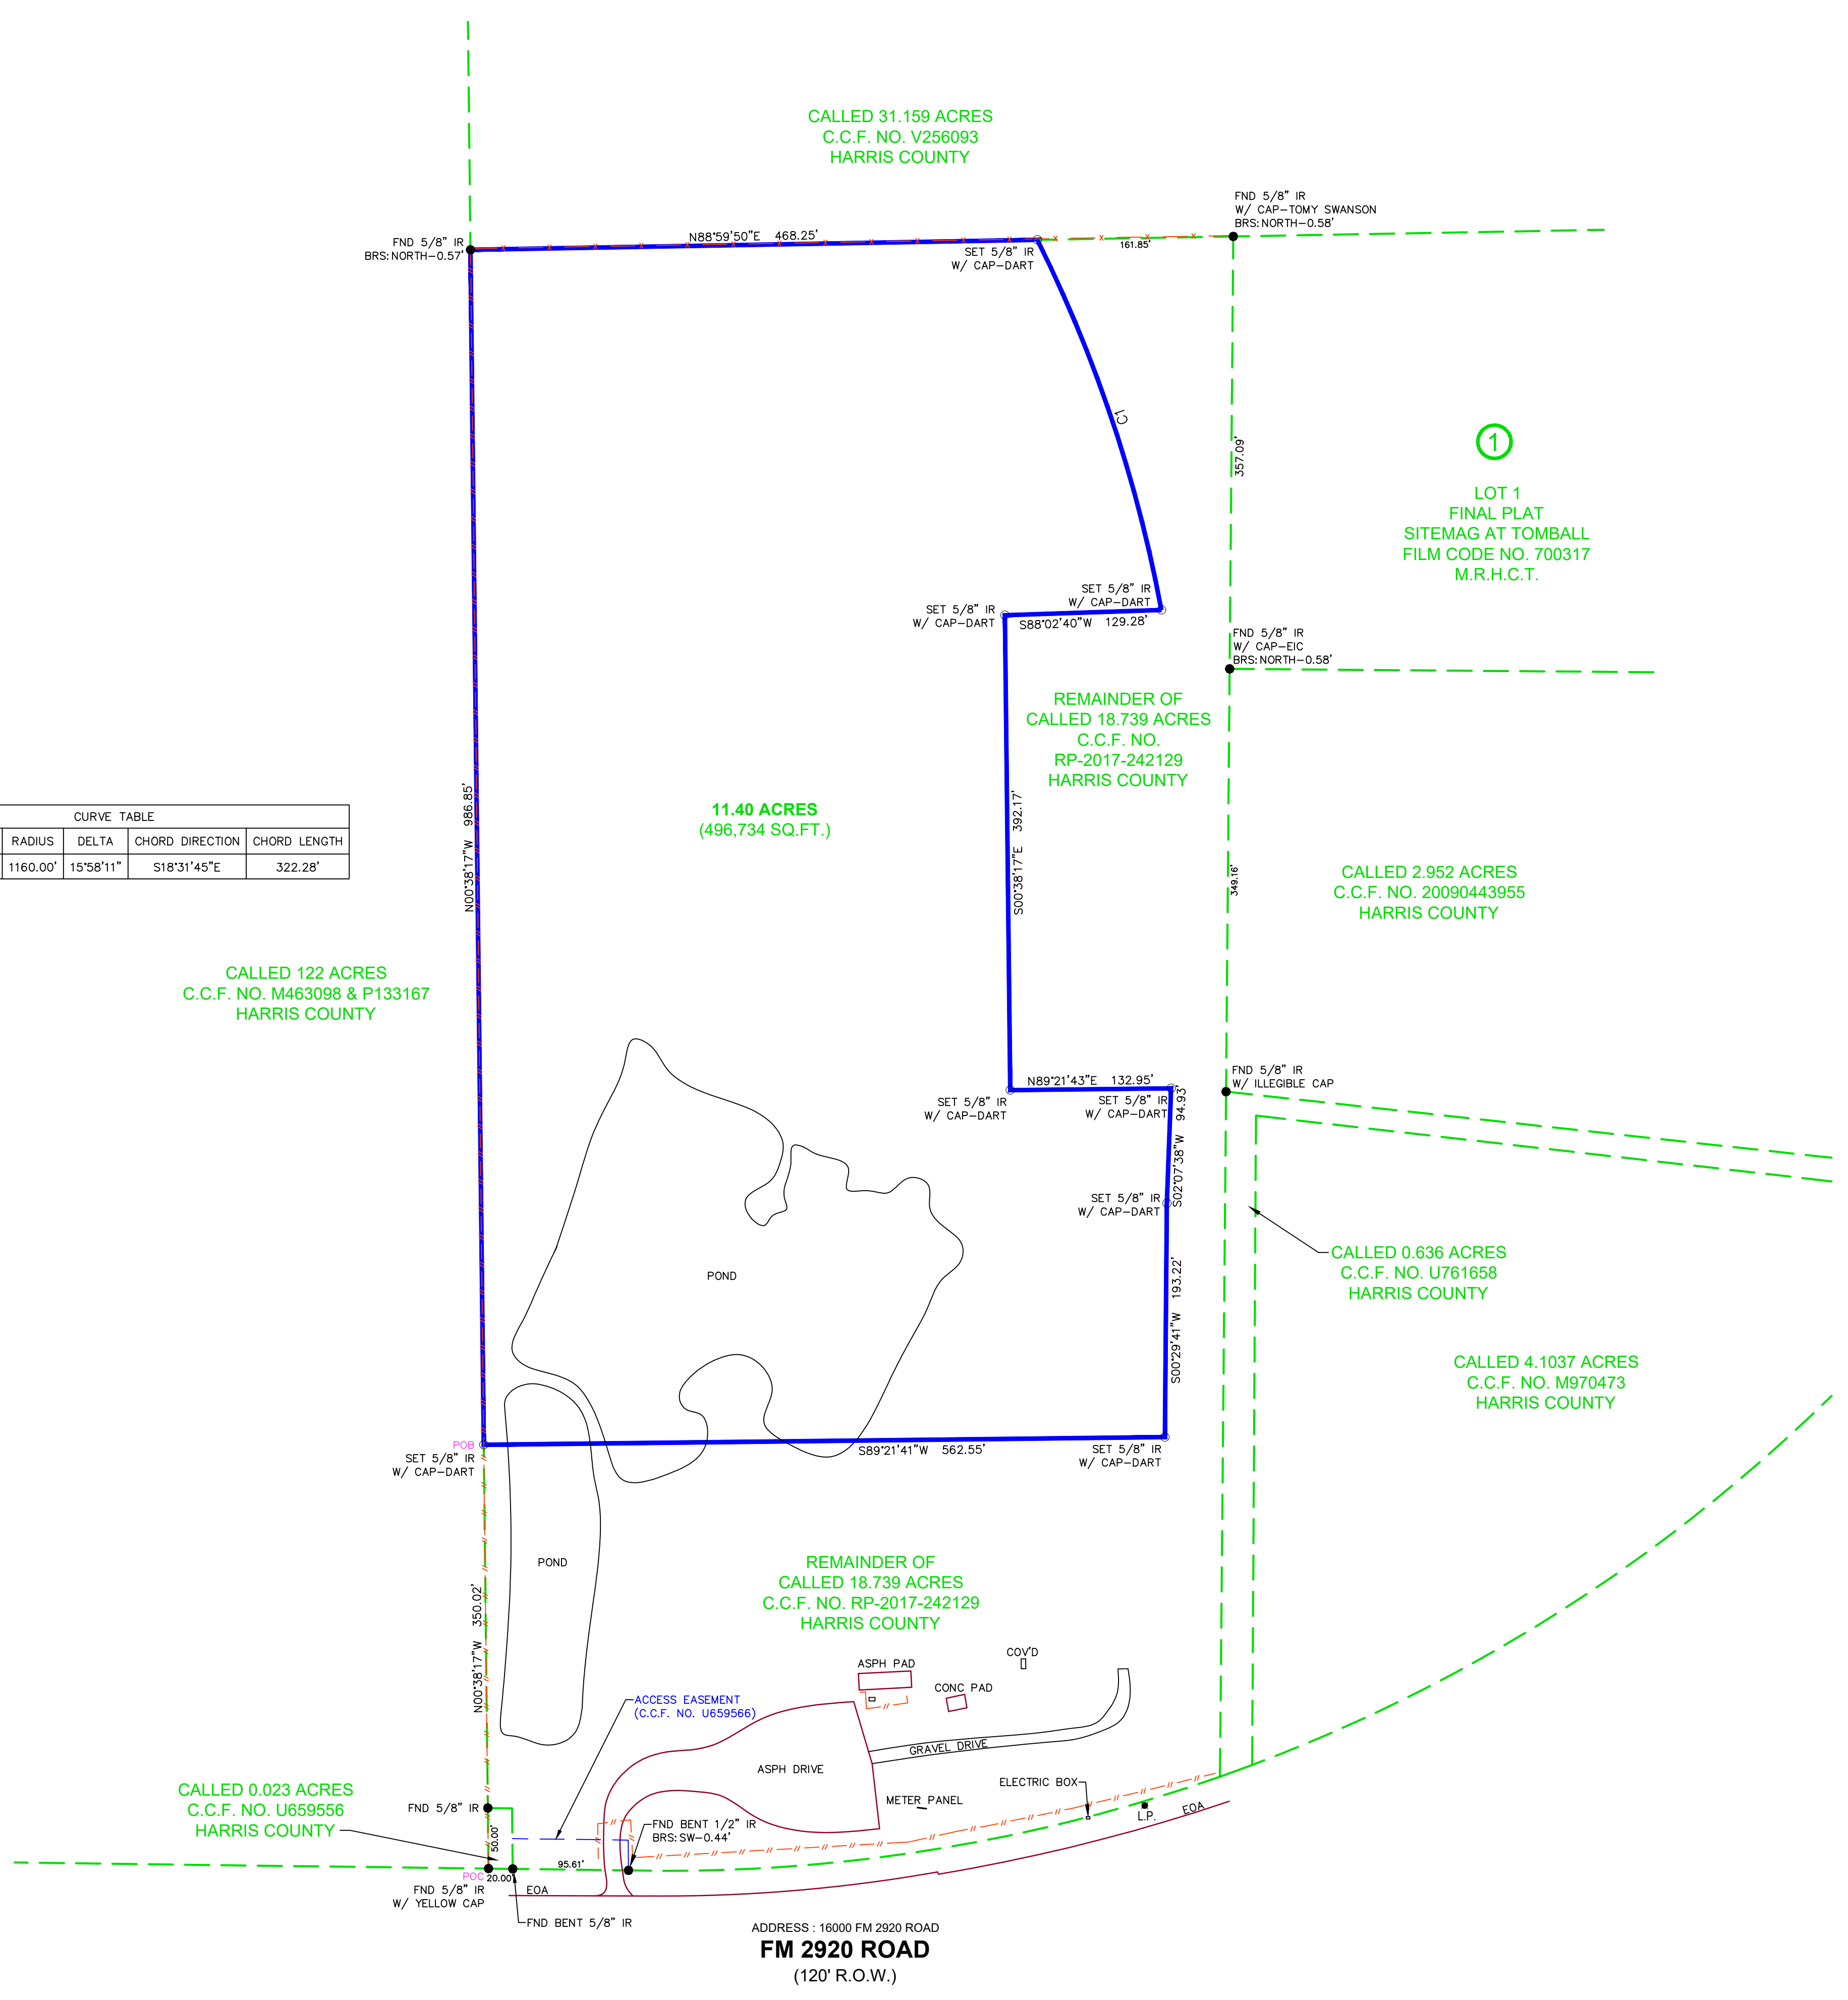 CALLED 31.159 ACRES
C.C.F. NO. V256093
HARRIS COUNTY
FND 5/8" IR
W/ CAP-TOMY SWANSON
BRS:NORTH-0.58'
FND 5/8" IR
BRS:NORTH-0.57'
N88°59'50"E 468.25'
161.85'
SET 5/8" IR
W/ CAP-DART
C1
357.09'
1
LOT 1
FINAL PLAT
SITEMAG AT TOMBALL
FILM CODE NO. 700317
M.R.H.C.T.
SET 5/8" IR
W/ CAP-DART
SET 5/8" IR
W/ CAP-DART
S88°02'40"W 129.28'
FND 5/8" IR
W/ CAP-EIC
BRS:NORTH-0.58'
REMAINDER OF
CALLED 18.739 ACRES
C.C.F. NO.
RP-2017-242129
HARRIS COUNTY
CURVE TABLE
RADIUS DELTA CHORD DIRECTION CHORD LENGTH
1160.00' 15°58'11" S18°31'45"E 322.28'
N00°38'17"W 986.85'
11.40 ACRES
(496,734 SQ.FT.)
S00°38'17"E 392.17'
349.16'
CALLED 2.952 ACRES
C.C.F. NO. 20090443955
HARRIS COUNTY
CALLED 122 ACRES
C.C.F. NO. M463098 & P133167
HARRIS COUNTY
N89°21'43"E 132.95'
SET 5/8" IR
W/ CAP-DART
SET 5/8" IR
W/ CAP-DART
FND 5/8" IR
W/ ILLEGIBLE CAP
S02°07'38"W 94.93'
SET 5/8" IR
W/ CAP-DART
POND
S00°29'41"W 193.22'
CALLED 0.636 ACRES
C.C.F. NO. U761658
HARRIS COUNTY
CALLED 4.1037 ACRES
C.C.F. NO. M970473
HARRIS COUNTY
POB
SET 5/8" IR
W/ CAP-DART
S89°21'41"W 562.55'
SET 5/8" IR
W/ CAP-DART
POND
N00°38'17"W 350.02'
REMAINDER OF
CALLED 18.739 ACRES
C.C.F. NO. RP-2017-242129
HARRIS COUNTY
COV'D
ASPH PAD
CONC PAD
ACCESS EASEMENT
(C.C.F. NO. U659566)
GRAVEL DRIVE
ASPH DRIVE
ELECTRIC BOX
METER PANEL
L.P.
EOA
CALLED 0.023 ACRES
C.C.F. NO. U659556
HARRIS COUNTY
FND 5/8" IR
50.00'
FND BENT 1/2" IR
BRS:SW-0.44'
95.61'
POC
20.00'
FND 5/8" IR
W/ YELLOW CAP
EOA
FND BENT 5/8" IR
ADDRESS : 16000 FM 2920 ROAD
FM 2920 ROAD
(120' R.O.W.)